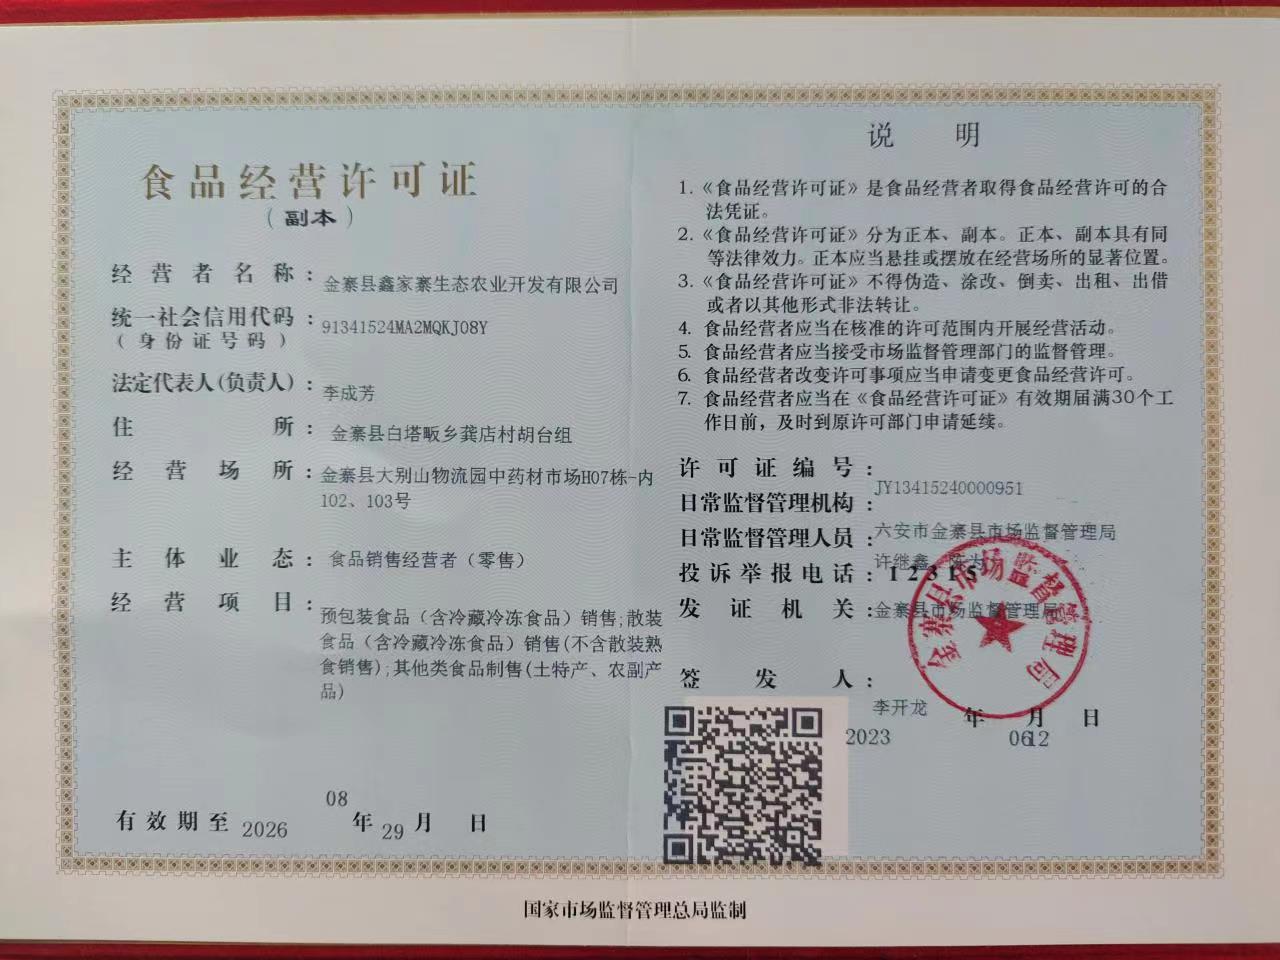 食品经营许可证
（副本）
经营者名称：金寨县鑫家寨生态农业开发有限公司
统一社会信用代码：91341524MA2MQKJ08Y
（身份证号码）
法定代表人(负责人)：李成芳
住所：金寨县白塔畈乡龚店村胡台组
经营场所：金寨县大别山物流园中药材市场H07栋-内
102、103号
主体业态：食品销售经营者（零售）
经营项目：预包装食品（含冷藏冷冻食品）销售;散装
食品（含冷藏冷冻食品）销售(不含散装熟
食销售);其他类食品制售(土特产、农副产
品)
有效期至 2026 年 08 月 29 日
说 明
1.《食品经营许可证》是食品经营者取得食品经营许可的合
法凭证。
2.《食品经营许可证》分为正本、副本。正本、副本具有同
等法律效力。正本应当悬挂或摆放在经营场所的显著位置。
3.《食品经营许可证》不得伪造、涂改、倒卖、出租、出借
或者以其他形式非法转让。
4. 食品经营者应当在核准的许可范围内开展经营活动。
5. 食品经营者应当接受市场监督管理部门的监督管理。
6. 食品经营者改变许可事项应当申请变更食品经营许可。
7. 食品经营者应当在《食品经营许可证》有效期届满30个工
作日前，及时到原许可部门申请延续。
许可证编号：JY13415240000951
日常监督管理机构：六安市金寨县市场监督管理局
日常监督管理人员：许继鑫、陈为
投诉举报电话：12315
发证机关：金寨县市场监督管理局
金寨县市场监督管理局
签发人：李开龙
2023 年 06 月 12 日
国家市场监督管理总局监制